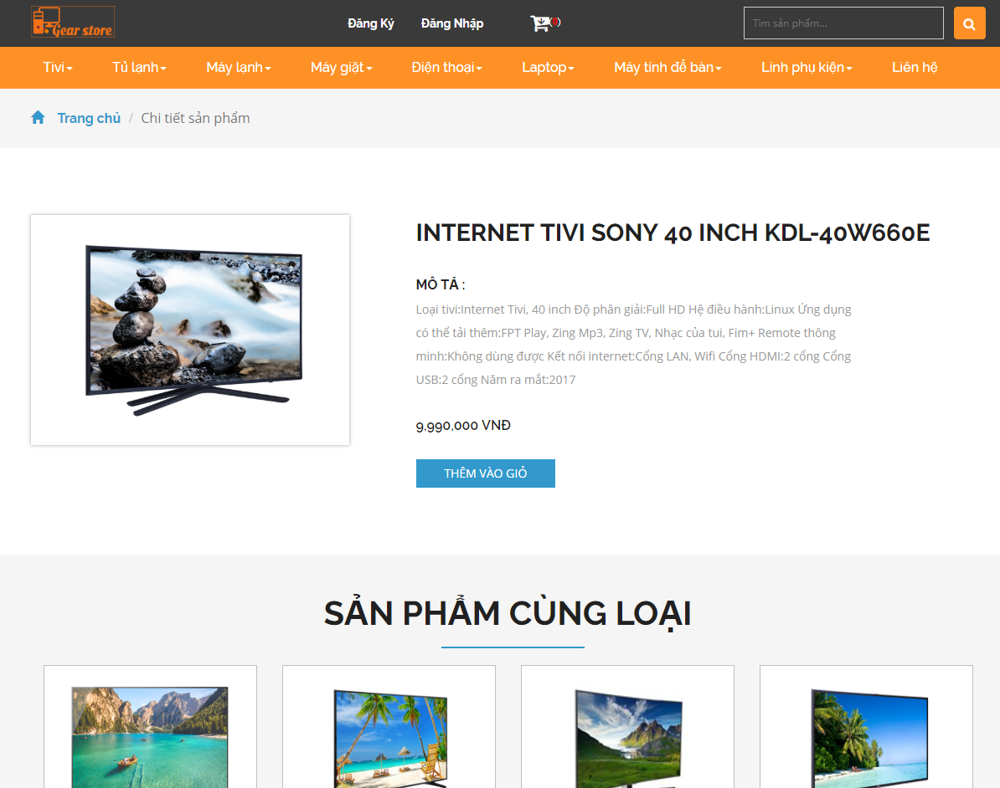 Gear store
Đăng Ký
Đăng Nhập
(0)
Tìm sản phẩm...
Tivi
Tủ lạnh
Máy lạnh
Máy giặt
Điện thoại
Laptop
Máy tính để bàn
Linh phụ kiện
Liên hệ
Trang chủ / Chi tiết sản phẩm
INTERNET TIVI SONY 40 INCH KDL-40W660E
MÔ TẢ :
Loại tivi:Internet Tivi, 40 inch Độ phân giải:Full HD Hệ điều hành:Linux Ứng dụng
có thể tải thêm:FPT Play, Zing Mp3, Zing TV, Nhạc của tui, Fim+ Remote thông
minh:Không dùng được Kết nối internet:Cổng LAN, Wifi Cổng HDMI:2 cổng Cổng
USB:2 cổng Năm ra mắt:2017
9,990,000 VNĐ
THÊM VÀO GIỎ
SẢN PHẨM CÙNG LOẠI